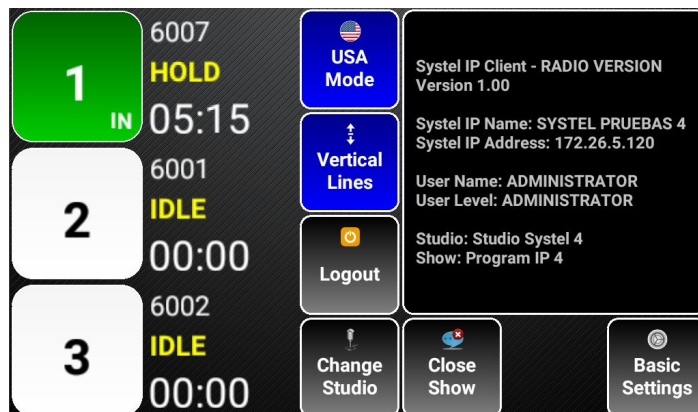 1
IN
6007
HOLD
05:15
2
6001
IDLE
00:00
3
6002
IDLE
00:00
USA
Mode
Vertical
Lines
Logout
Change
Studio
Systel IP Client - RADIO VERSION
Version 1.00
Systel IP Name: SYSTEL PRUEBAS 4
Systel IP Address: 172.26.5.120
User Name: ADMINISTRATOR
User Level: ADMINISTRATOR
Studio: Studio Systel 4
Show: Program IP 4
Close
Show
Basic
Settings